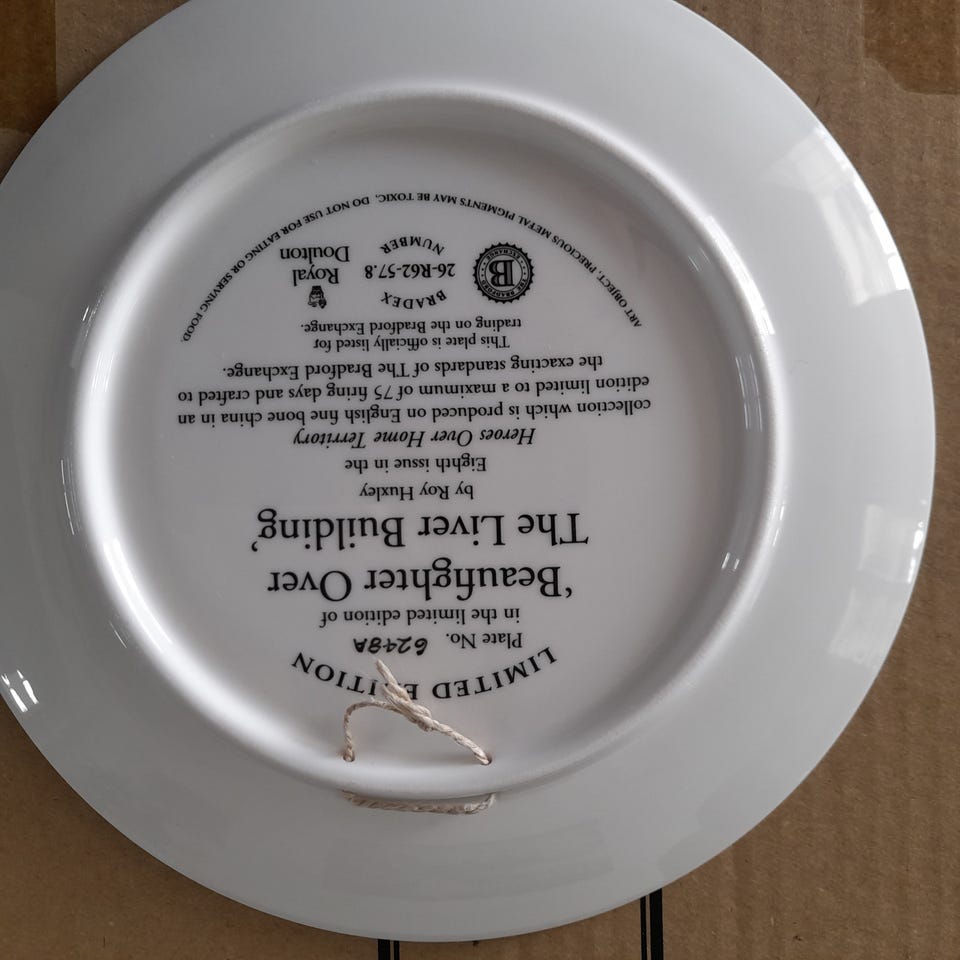 LIMITED EDITION
Plate No. 6248A
in the limited edition of
‘Beaufighter Over
The Liver Building’
by Roy Huxley
Eighth issue in the
Heroes Over Home Territory
collection which is produced on English fine bone china in an
edition limited to a maximum of 75 firing days and crafted to
the exacting standards of The Bradford Exchange.
This plate is officially listed for
trading on the Bradford Exchange.
THE BRADFORD EXCHANGE
B
BRADEX
26-R62-57.8
NUMBER
Royal
Doulton
ART OBJECT. PRECIOUS METAL PIGMENTS MAY BE TOXIC. DO NOT USE FOR EATING OR SERVING FOOD.